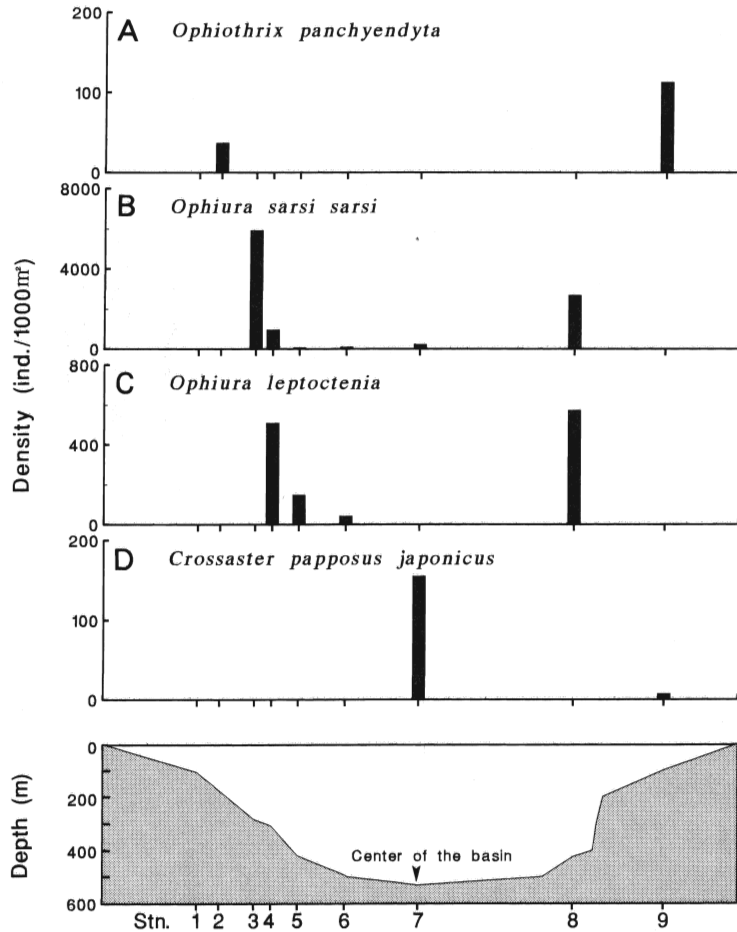 A Ophiothrix panchyendyta
200
100
0
B Ophiura sarsi sarsi
8000
4000
0
C Ophiura leptoctenia
800
400
0
D Crossaster papposus japonicus
200
100
0
Density (ind./1000m²)
0
200
400
600
Depth (m)
Center of the basin
Stn. 1 2 3 4 5 6 7 8 9